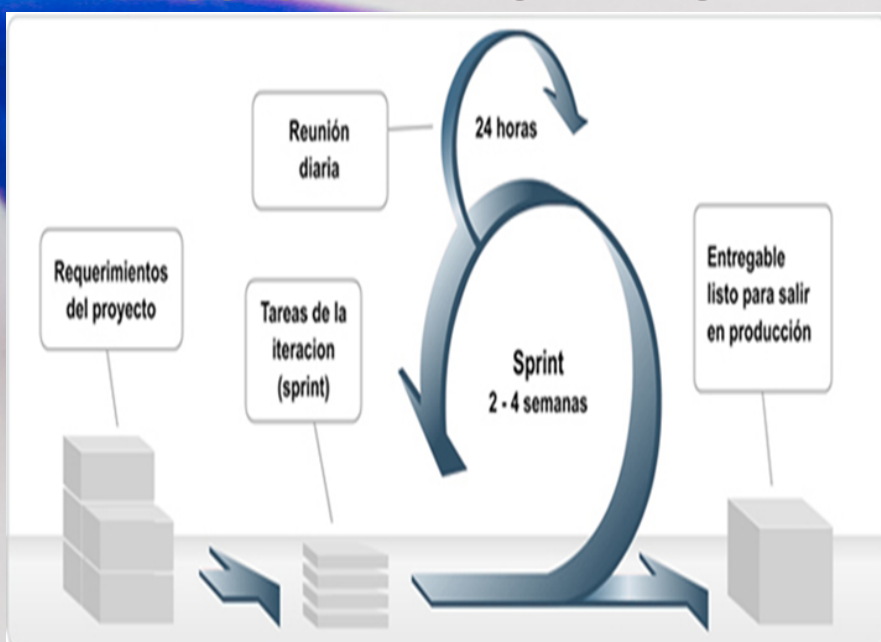 Reunión
diaria
24 horas
Requerimientos
del proyecto
Tareas de la
iteracion
(sprint)
Sprint
2 - 4 semanas
Entregable
listo para salir
en producción